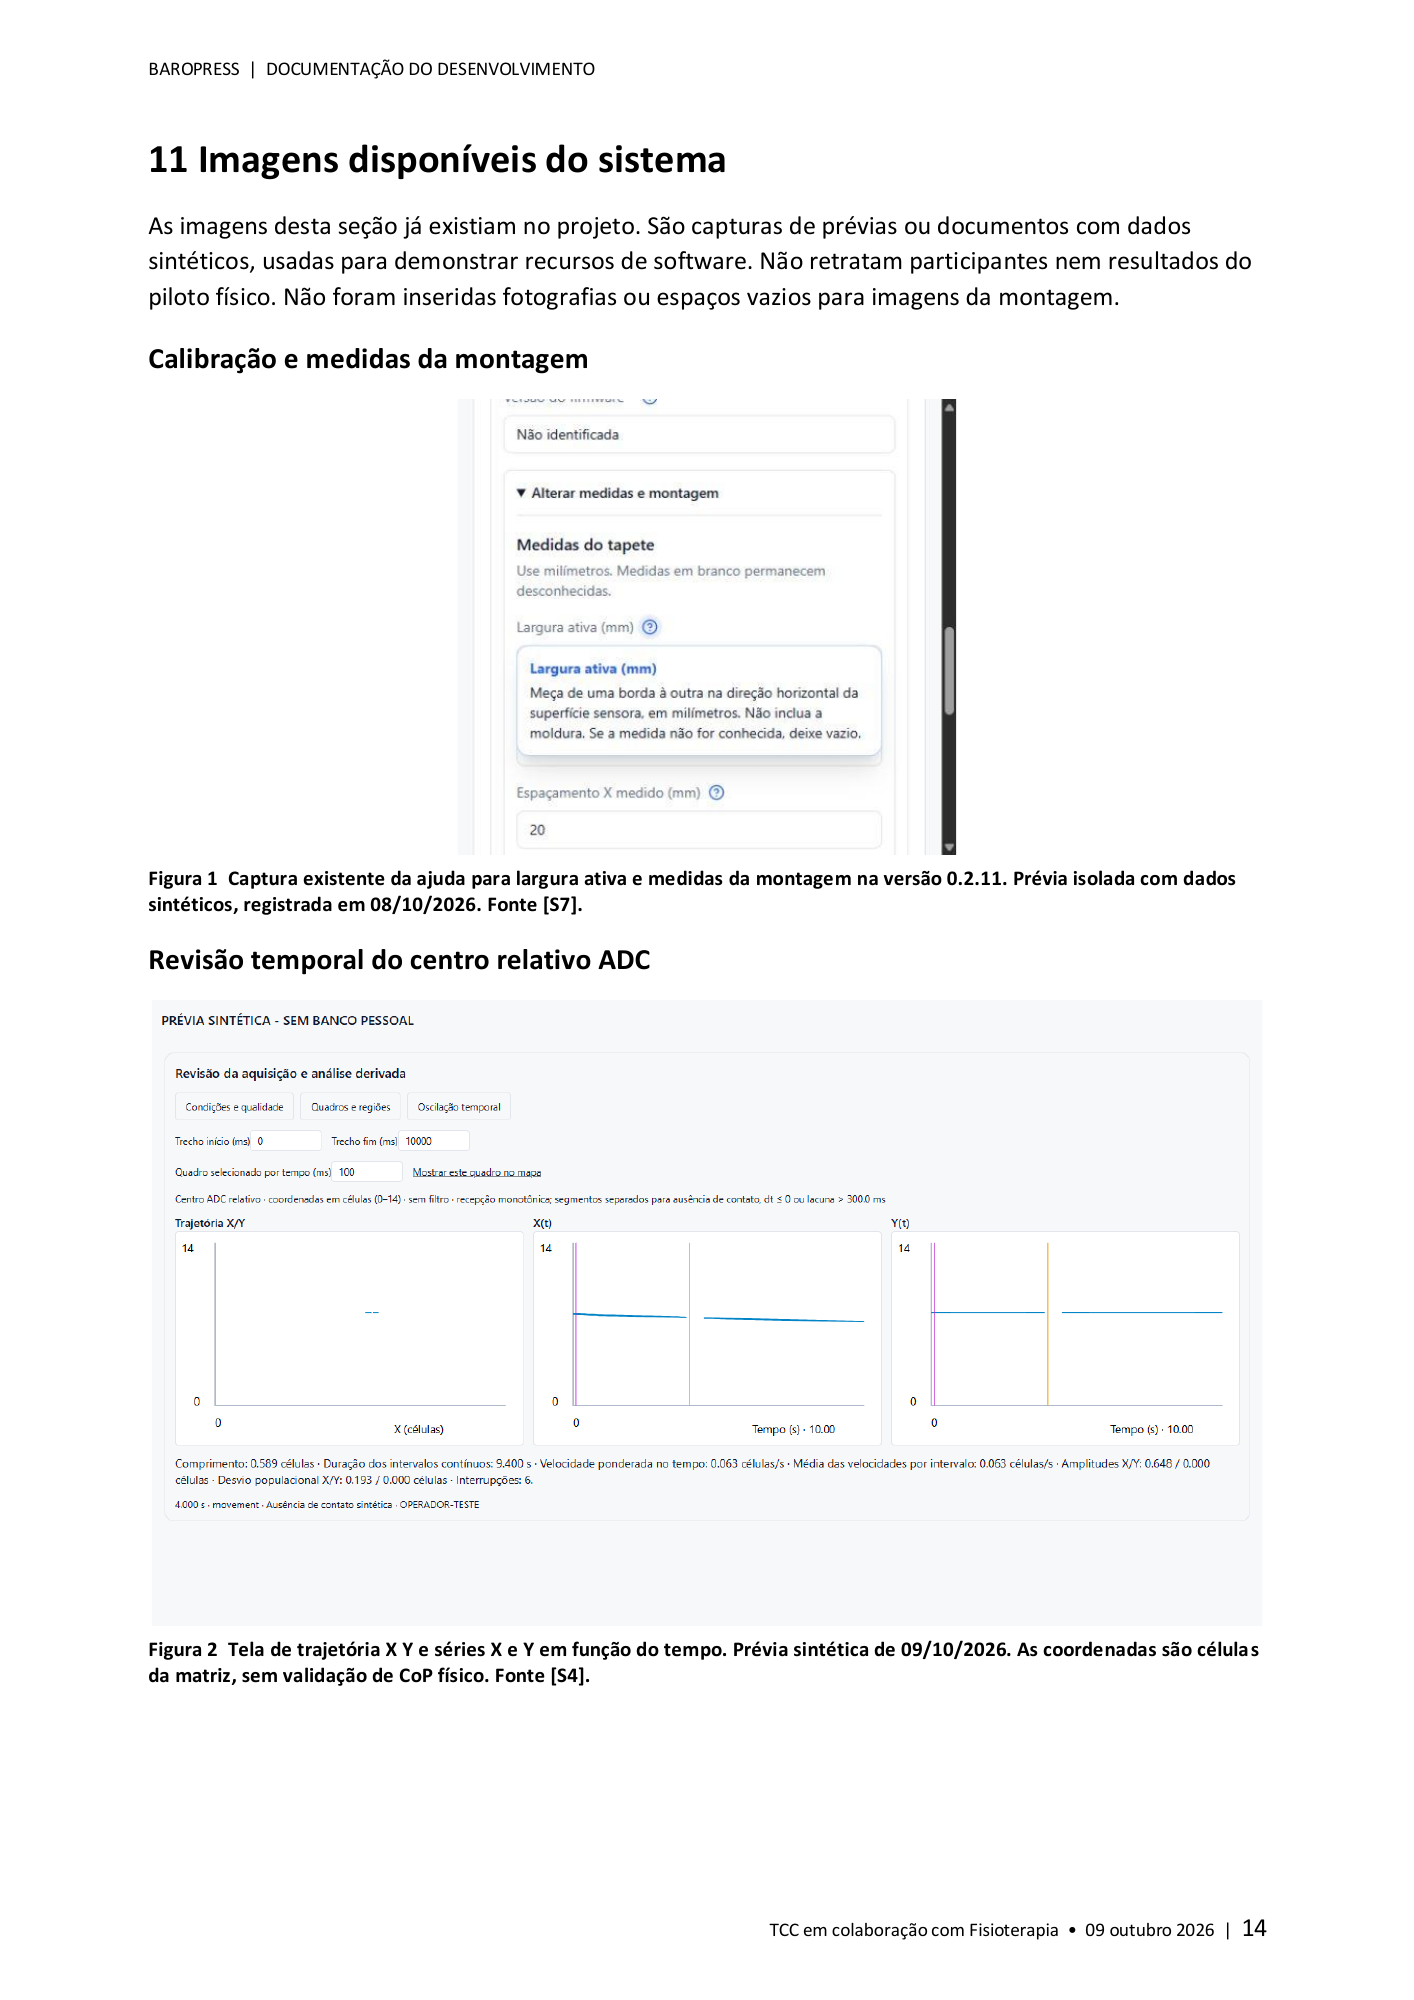 BAROPRESS | DOCUMENTAÇÃO DO DESENVOLVIMENTO
11 Imagens disponíveis do sistema
As imagens desta seção já existiam no projeto. São capturas de prévias ou documentos com dados
sintéticos, usadas para demonstrar recursos de software. Não retratam participantes nem resultados do
piloto físico. Não foram inseridas fotografias ou espaços vazios para imagens da montagem.
Calibração e medidas da montagem
Versão do firmware
Não identificada
▼ Alterar medidas e montagem
Medidas do tapete
Use milímetros. Medidas em branco permanecem
desconhecidas.
Largura ativa (mm) ?
Largura ativa (mm)
Meça de uma borda à outra na direção horizontal da
superfície sensora, em milímetros. Não inclua a
moldura. Se a medida não for conhecida, deixe vazio.
Espaçamento X medido (mm) ?
20
Figura 1 Captura existente da ajuda para largura ativa e medidas da montagem na versão 0.2.11. Prévia isolada com dados
sintéticos, registrada em 08/10/2026. Fonte [S7].
Revisão temporal do centro relativo ADC
PRÉVIA SINTÉTICA - SEM BANCO PESSOAL
Revisão da aquisição e análise derivada
Condições e qualidade Quadros e regiões Oscilação temporal
Trecho início (ms) 0 Trecho fim (ms) 10000
Quadro selecionado por tempo (ms) 100 Mostrar este quadro no mapa
Centro ADC relativo · coordenadas em células (0–14) · sem filtro · recepção monotônica; segmentos separados para ausência de contato, dt ≤ 0 ou lacuna > 300.0 ms
Trajetória X/Y X(t) Y(t)
14 14 14
0 0 0
0 0 0
X (células) Tempo (s) · 10.00 Tempo (s) · 10.00
Comprimento: 0.589 células · Duração dos intervalos contínuos: 9.400 s · Velocidade ponderada no tempo: 0.063 células/s · Média das velocidades por intervalo: 0.063 células/s · Amplitudes X/Y: 0.648 / 0.000
células · Desvio populacional X/Y: 0.193 / 0.000 células · Interrupções: 6.
4.000 s · movement · Ausência de contato sintética · OPERADOR-TESTE
Figura 2 Tela de trajetória X Y e séries X e Y em função do tempo. Prévia sintética de 09/10/2026. As coordenadas são células
da matriz, sem validação de CoP físico. Fonte [S4].
TCC em colaboração com Fisioterapia • 09 outubro 2026 | 14